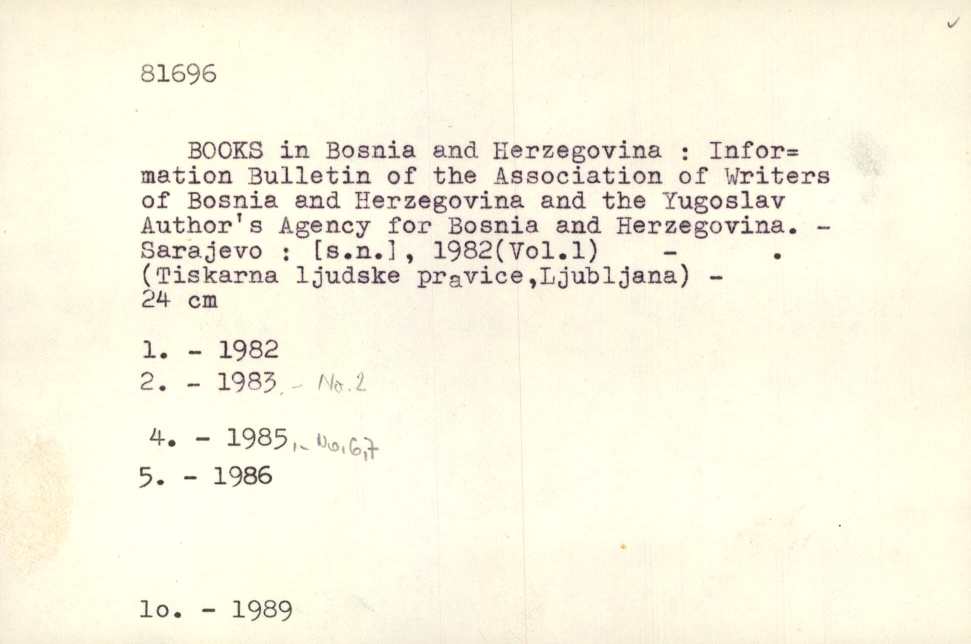 81696
BOOKS in Bosnia and Herzegovina : Infor=
mation Bulletin of the Association of Writers
of Bosnia and Herzegovina and the Yugoslav
Author's Agency for Bosnia and Herzegovina. -
Sarajevo : [s.n.], 1982(Vol.1) - .
(Tiskarna ljudske pravice,Ljubljana) -
24 cm
1. - 1982
2. - 1983.- No.2
4. - 1985,- No.6,7
5. - 1986
1o. - 1989